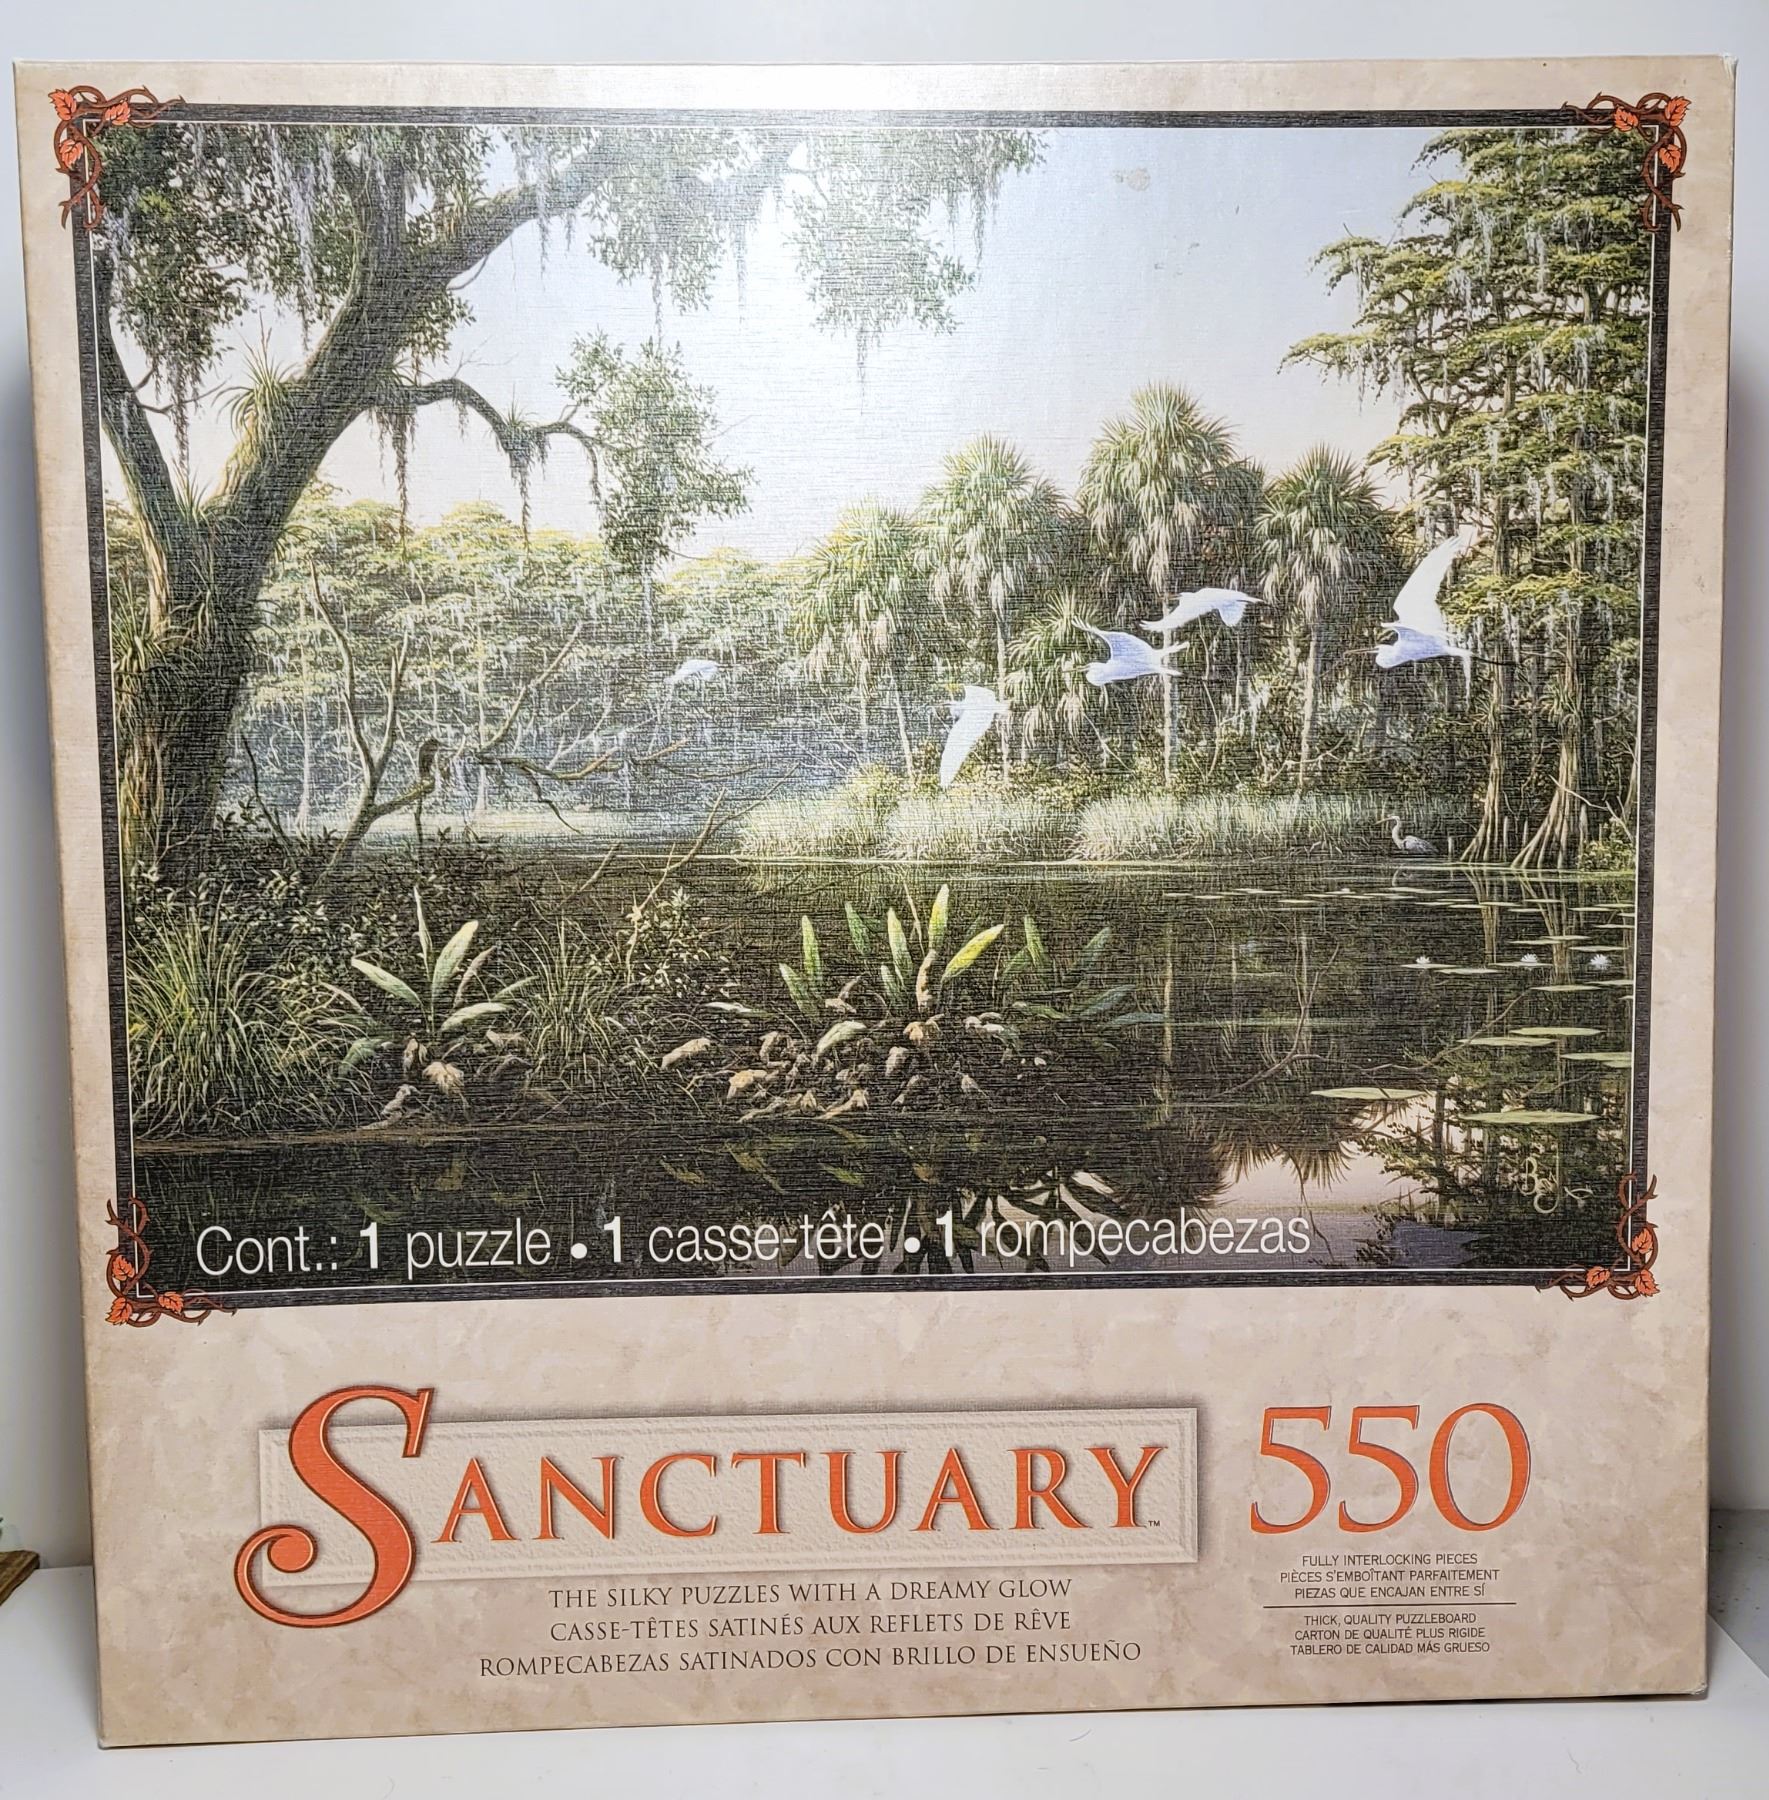 Cont.: 1 puzzle • 1 casse-tête • 1 rompecabezas
SANCTUARY™
THE SILKY PUZZLES WITH A DREAMY GLOW
CASSE-TÊTES SATINÉS AUX REFLETS DE RÊVE
ROMPECABEZAS SATINADOS CON BRILLO DE ENSUEÑO
550
FULLY INTERLOCKING PIECES
PIÈCES S'EMBOÎTANT PARFAITEMENT
PIEZAS QUE ENCAJAN ENTRE SÍ
THICK, QUALITY PUZZLEBOARD
CARTON DE QUALITÉ PLUS RIGIDE
TABLERO DE CALIDAD MÁS GRUESO